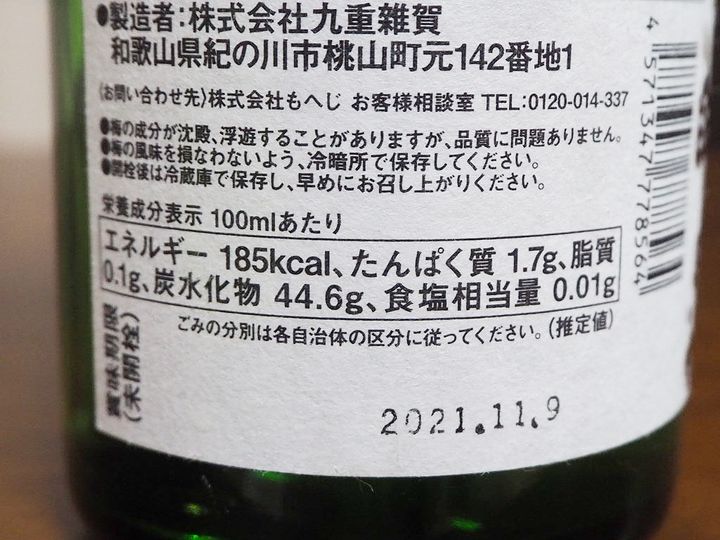 ●製造者:株式会社九重雜賀
和歌山県紀の川市桃山町元142番地1
〈お問い合わせ先〉株式会社もへじ お客様相談室 TEL:0120-014-337
●梅の成分が沈殿、浮遊することがありますが、品質に問題ありません。
●梅の風味を損なわないよう、冷暗所で保存してください。
●開栓後は冷蔵庫で保存し、早めにお召し上がりください。
栄養成分表示 100mlあたり
エネルギー 185kcal、たんぱく質 1.7g、脂質
0.1g、炭水化物 44.6g、食塩相当量 0.01g
ごみの分別は各自治体の区分に従ってください。(推定値)
賞味期限
(未開栓)
2021.11.9
4571347778564